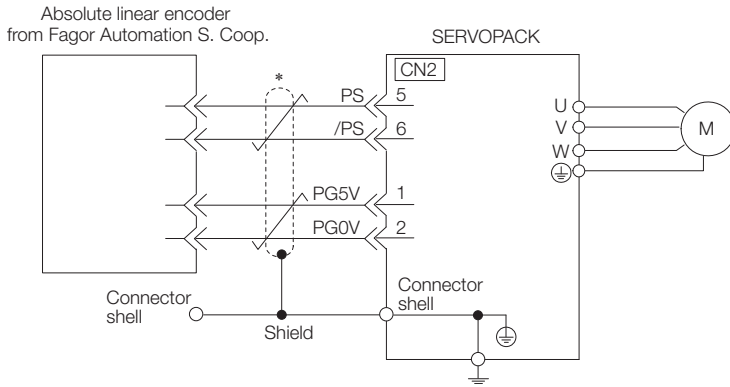 Absolute linear encoder
from Fagor Automation S. Coop.
SERVOPACK
CN2
*
PS 5
/PS 6
PG5V 1
PG0V 2
U
V
W
M
Connector
shell
Shield
Connector
shell